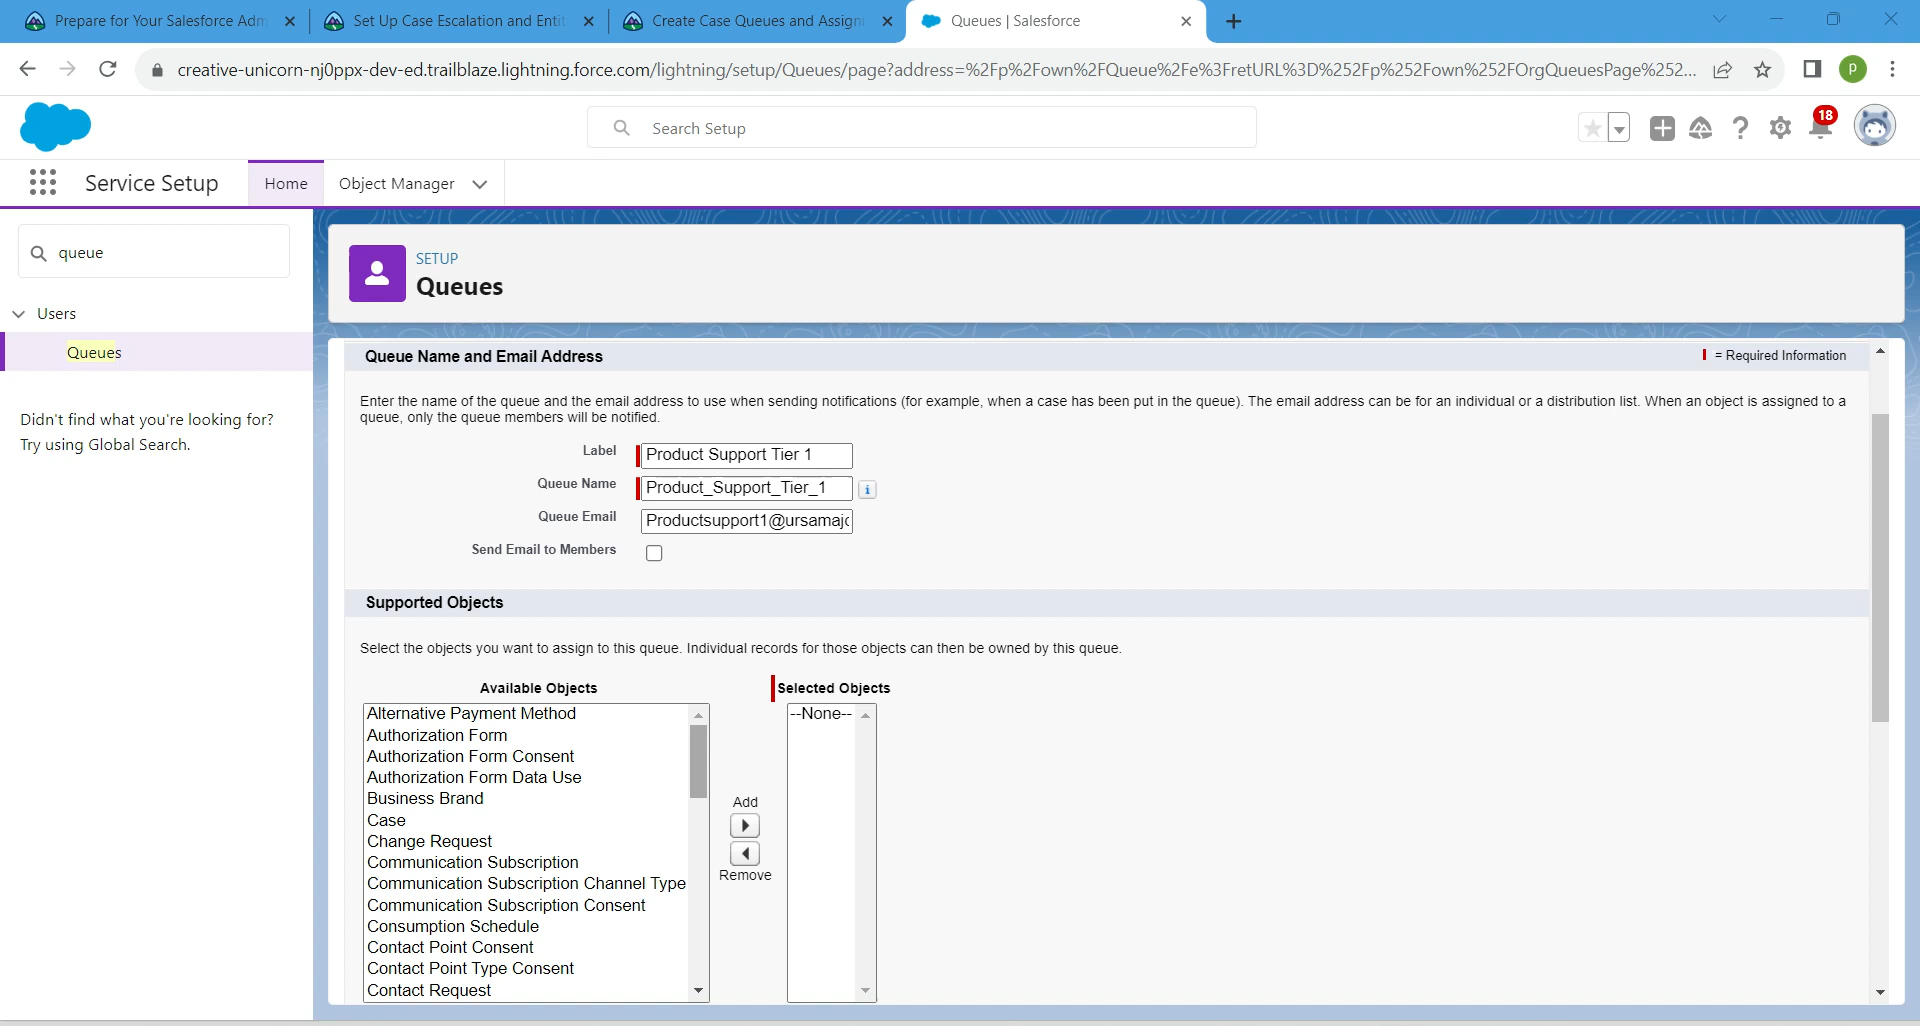 Prepare for Your Salesforce Adm
Set Up Case Escalation and Entit
Create Case Queues and Assign
Queues | Salesforce
creative-unicorn-nj0ppx-dev-ed.trailblaze.lightning.force.com/lightning/setup/Queues/page?address=%2Fp%2Fown%2FQueue%2Fe%3FretURL%3D%252Fp%252Fown%252FOrgQueuesPage%252...
P
Search Setup
18
Service Setup
Home
Object Manager
queue
Users
Queues
Didn't find what you're looking for?
Try using Global Search.
SETUP
Queues
Queue Name and Email Address
= Required Information
Enter the name of the queue and the email address to use when sending notifications (for example, when a case has been put in the queue). The email address can be for an individual or a distribution list. When an object is assigned to a
queue, only the queue members will be notified.
Label
Product Support Tier 1
Queue Name
Product_Support_Tier_1
i
Queue Email
Productsupport1@ursamajo
Send Email to Members
Supported Objects
Select the objects you want to assign to this queue. Individual records for those objects can then be owned by this queue.
Available Objects
Selected Objects
Alternative Payment Method
Authorization Form
Authorization Form Consent
Authorization Form Data Use
Business Brand
Case
Change Request
Communication Subscription
Communication Subscription Channel Type
Communication Subscription Consent
Consumption Schedule
Contact Point Consent
Contact Point Type Consent
Contact Request
Add
Remove
--None--